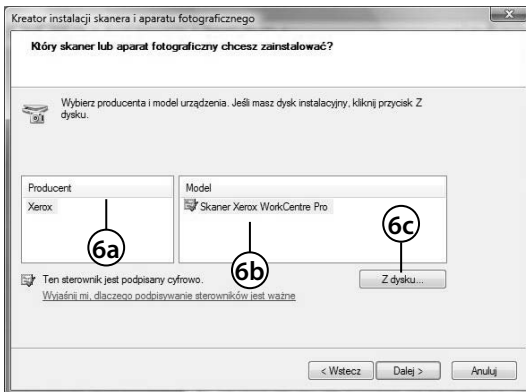 Kreator instalacji skanera i aparatu fotograficznego
Który skaner lub aparat fotograficzny chcesz zainstalować?
Wybierz producenta i model urządzenia. Jeśli masz dysk instalacyjny, kliknij przycisk Z
dysku.
Producent
Model
Xerox
Skaner Xerox WorkCentre Pro
6a
6b
6c
Ten sterownik jest podpisany cyfrowo.
Z dysku...
Wyjaśnij mi, dlaczego podpisywanie sterowników jest ważne
< Wstecz
Dalej >
Anuluj